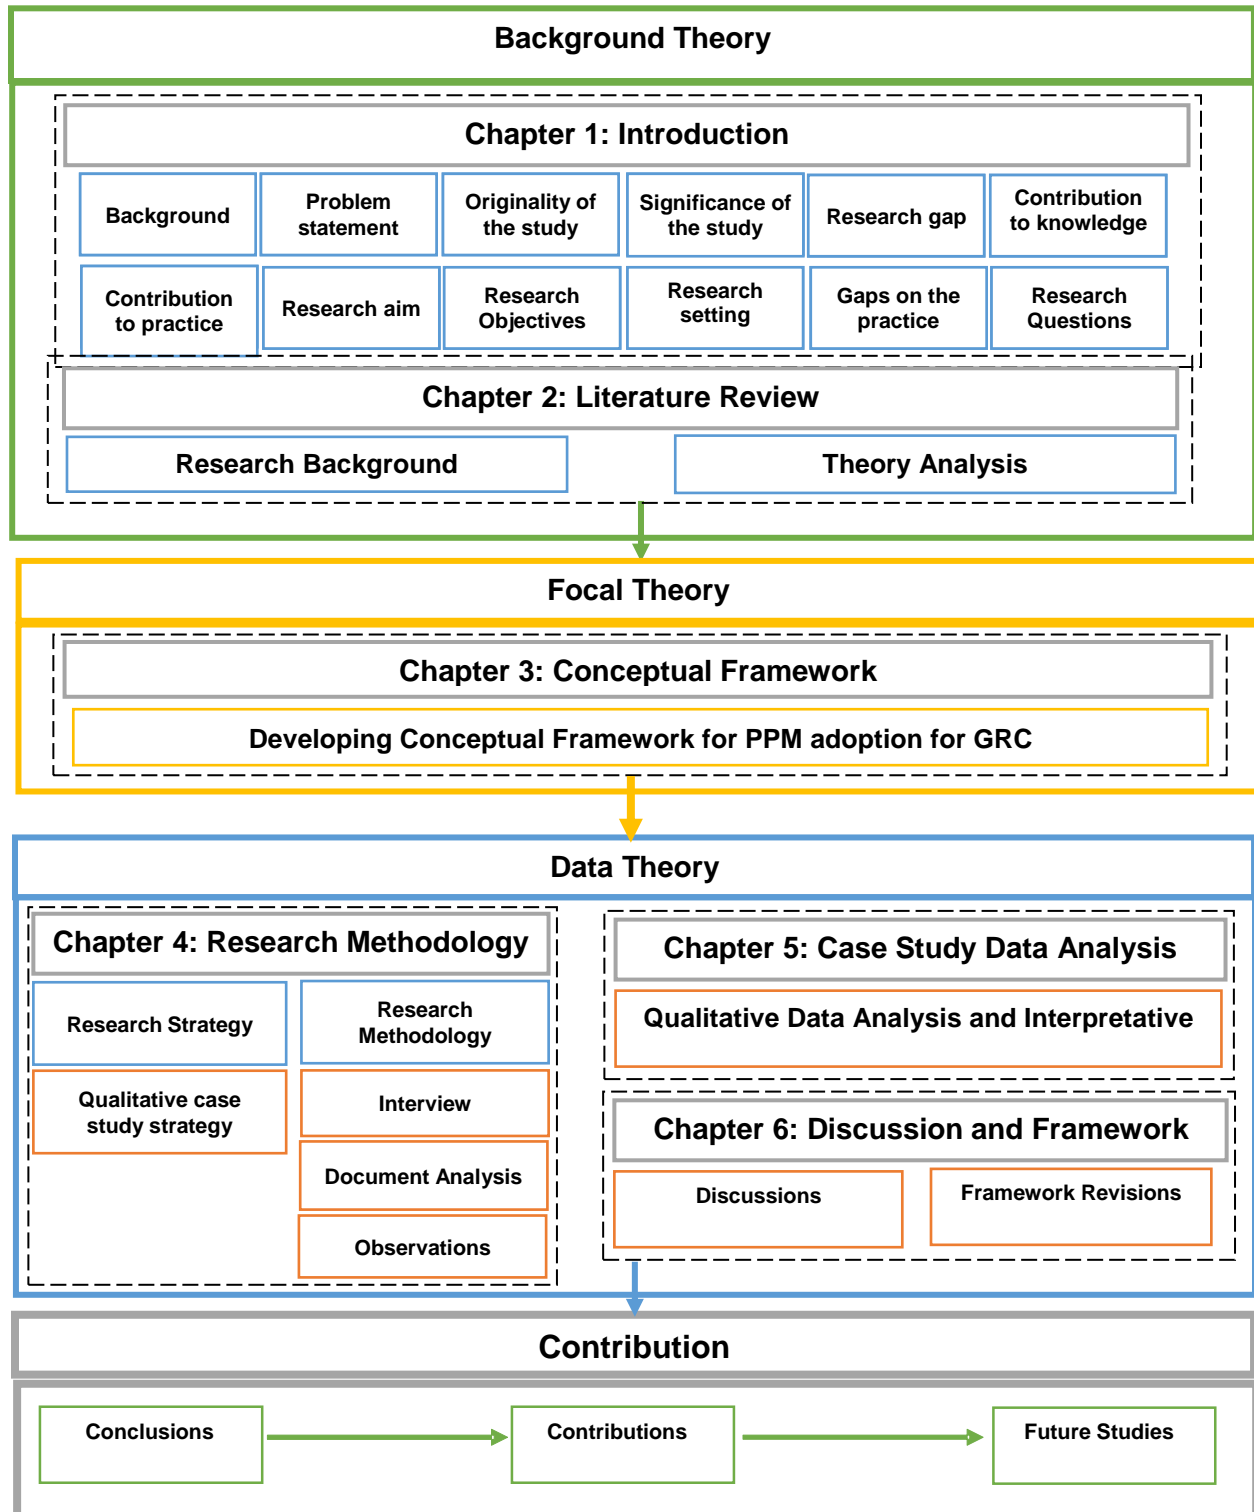 Background Theory
Chapter 1: Introduction
Background
Problem
statement
Originality of
the study
Significance of
the study
Research gap
Contribution
to knowledge
Contribution
to practice
Research aim
Research
Objectives
Research
setting
Gaps on the
practice
Research
Questions
Chapter 2: Literature Review
Research Background
Theory Analysis
Focal Theory
Chapter 3: Conceptual Framework
Developing Conceptual Framework for PPM adoption for GRC
Data Theory
Chapter 4: Research Methodology
Research Strategy
Research
Methodology
Qualitative case
study strategy
Interview
Document Analysis
Observations
Chapter 5: Case Study Data Analysis
Qualitative Data Analysis and Interpretative
Chapter 6: Discussion and Framework
Discussions
Framework Revisions
Contribution
Conclusions
Contributions
Future Studies